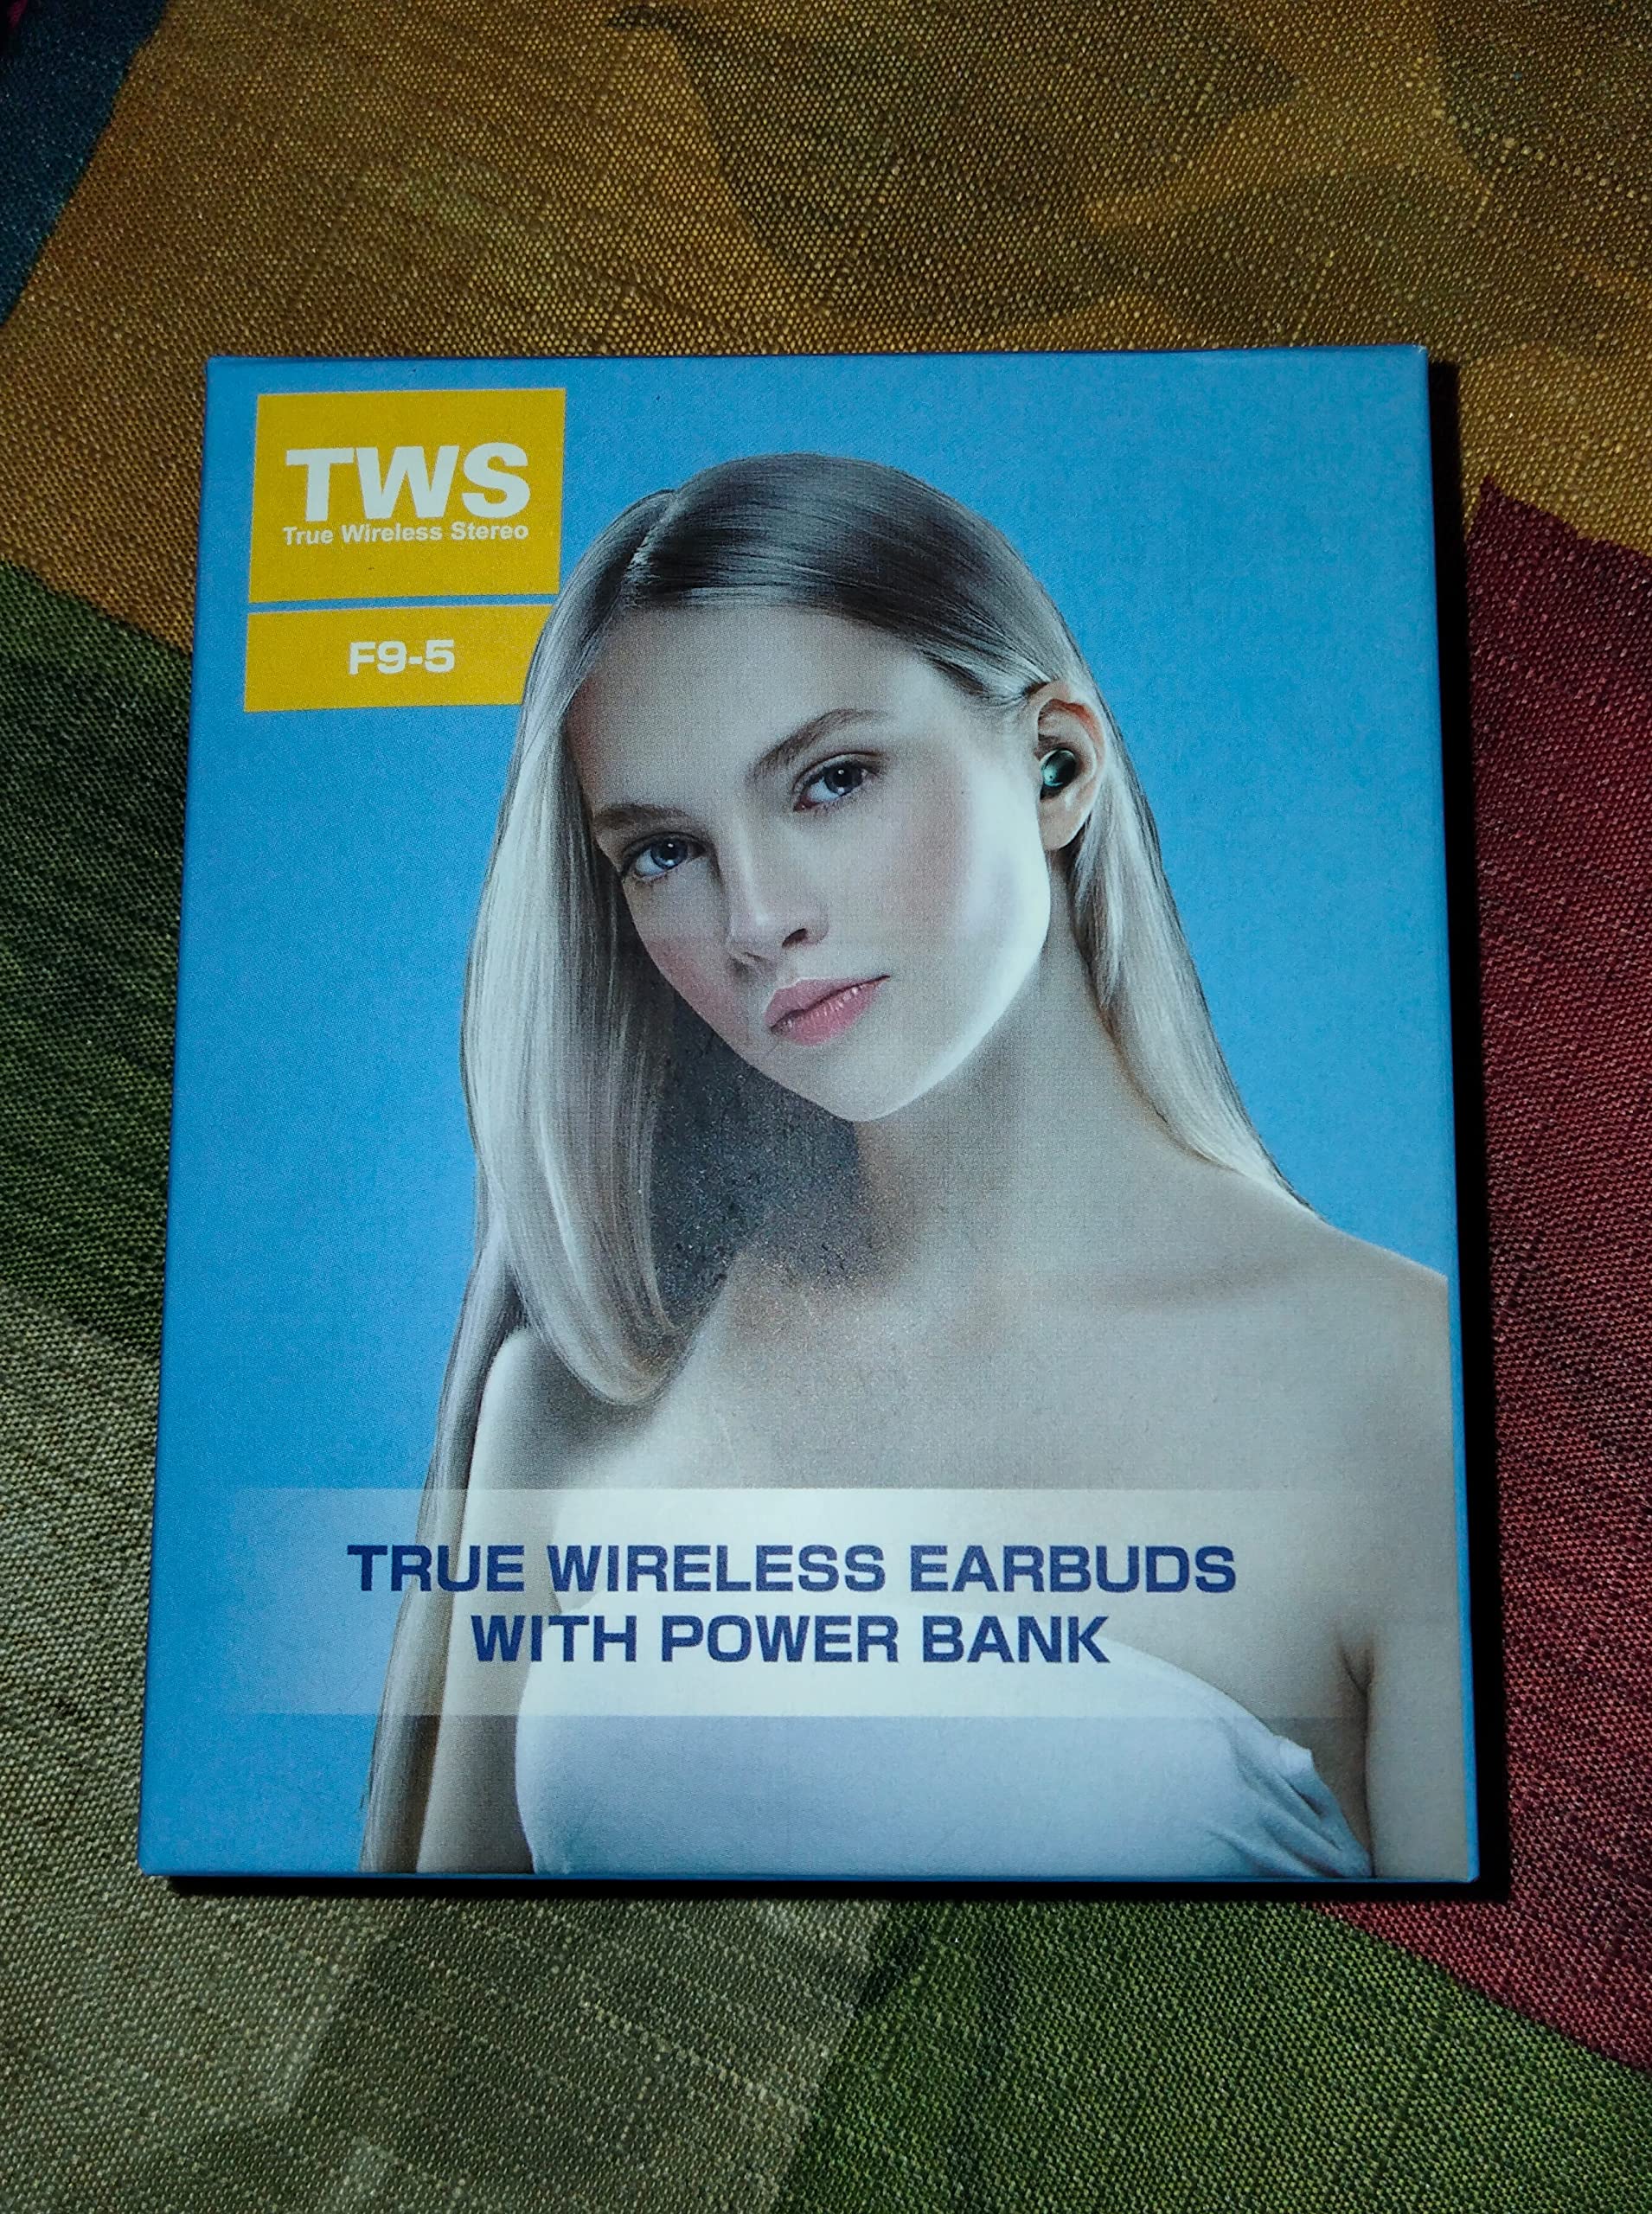 TWS
True Wireless Stereo
F9-5
TRUE WIRELESS EARBUDS
WITH POWER BANK